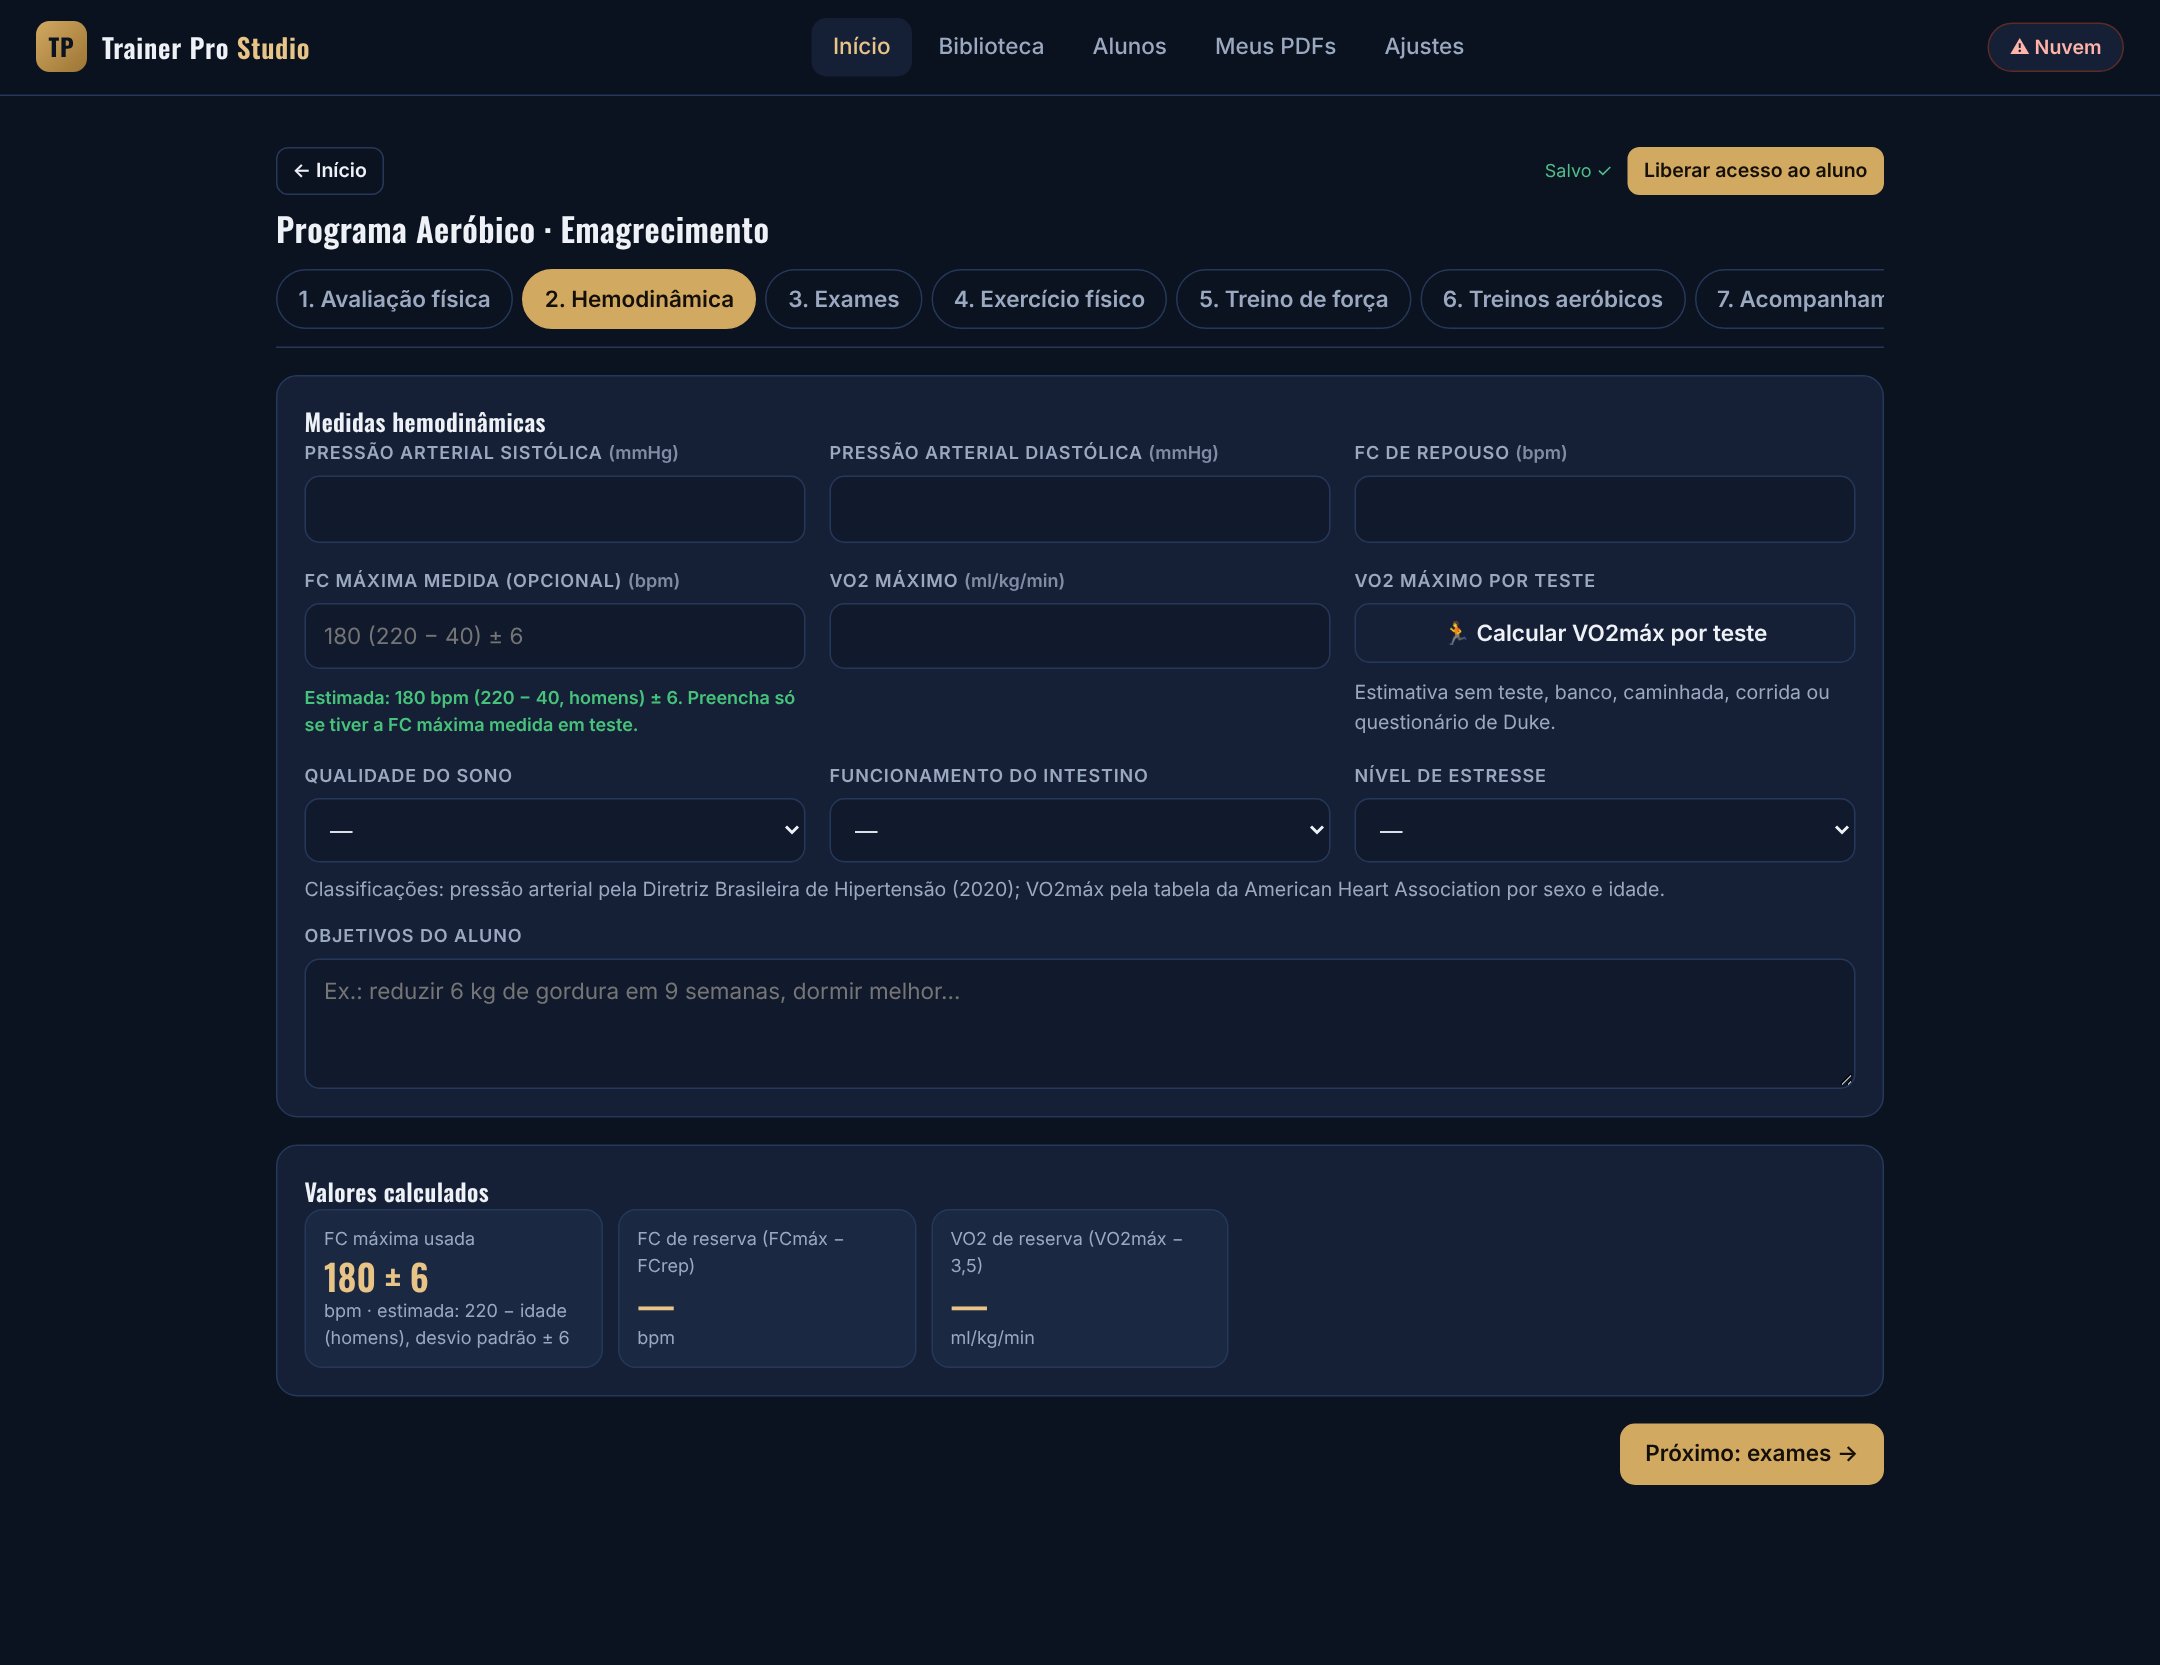 TP Trainer Pro Studio
Início Biblioteca Alunos Meus PDFs Ajustes
⚠ Nuvem
← Início
Salvo ✓ Liberar acesso ao aluno
Programa Aeróbico · Emagrecimento
1. Avaliação física 2. Hemodinâmica 3. Exames 4. Exercício físico 5. Treino de força 6. Treinos aeróbicos 7. Acompanham
Medidas hemodinâmicas
PRESSÃO ARTERIAL SISTÓLICA (mmHg) PRESSÃO ARTERIAL DIASTÓLICA (mmHg) FC DE REPOUSO (bpm)
FC MÁXIMA MEDIDA (OPCIONAL) (bpm) VO2 MÁXIMO (ml/kg/min) VO2 MÁXIMO POR TESTE
180 (220 − 40) ± 6
🏃 Calcular VO2máx por teste
Estimada: 180 bpm (220 − 40, homens) ± 6. Preencha só
se tiver a FC máxima medida em teste.
Estimativa sem teste, banco, caminhada, corrida ou
questionário de Duke.
QUALIDADE DO SONO FUNCIONAMENTO DO INTESTINO NÍVEL DE ESTRESSE
— — —
Classificações: pressão arterial pela Diretriz Brasileira de Hipertensão (2020); VO2máx pela tabela da American Heart Association por sexo e idade.
OBJETIVOS DO ALUNO
Ex.: reduzir 6 kg de gordura em 9 semanas, dormir melhor...
Valores calculados
FC máxima usada
180 ± 6
bpm · estimada: 220 − idade
(homens), desvio padrão ± 6
FC de reserva (FCmáx −
FCrep)
—
bpm
VO2 de reserva (VO2máx −
3,5)
—
ml/kg/min
Próximo: exames →